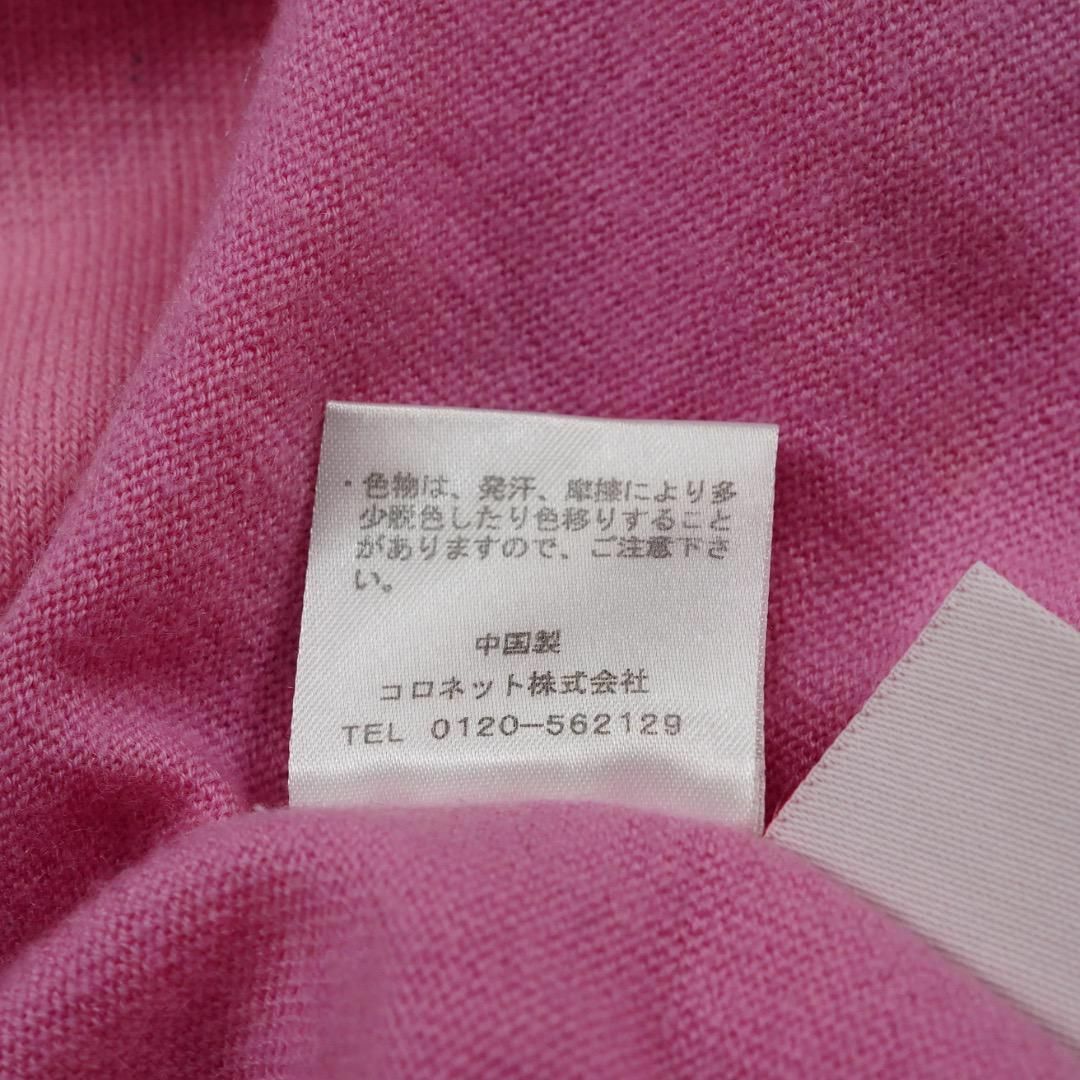 ・色物は、発汗、摩擦により多
少脱色したり色移りすること
がありますので、ご注意下さ
い。
中国製
コロネット株式会社
TEL 0120-562129